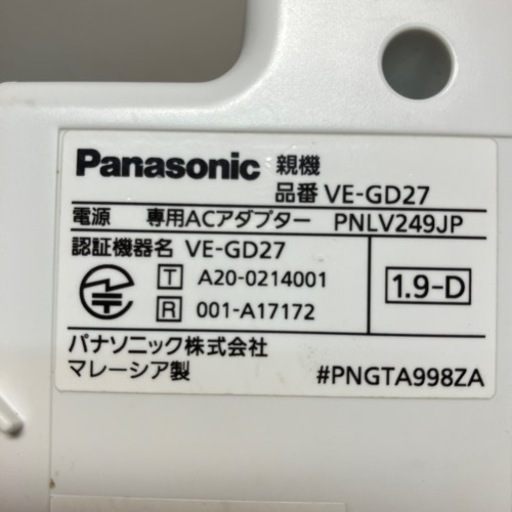 Panasonic 親機
品番 VE-GD27
電源 専用ACアダプター PNLV249JP
認証機器名 VE-GD27
T A20-0214001
R 001-A17172
1.9-D
パナソニック株式会社
マレーシア製 #PNGTA998ZA